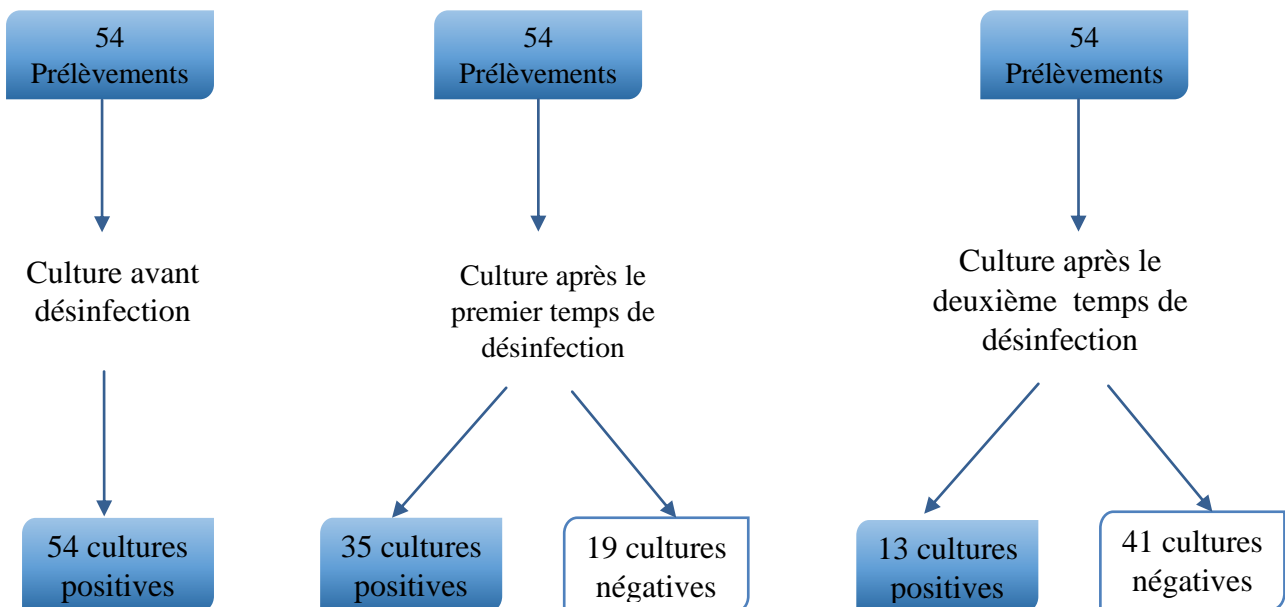 54
Prélèvements
54
Prélèvements
54
Prélèvements
Culture avant
désinfection
Culture après le
premier temps de
désinfection
Culture après le
deuxième temps de
désinfection
54 cultures
positives
35 cultures
positives
19 cultures
négatives
13 cultures
positives
41 cultures
négatives